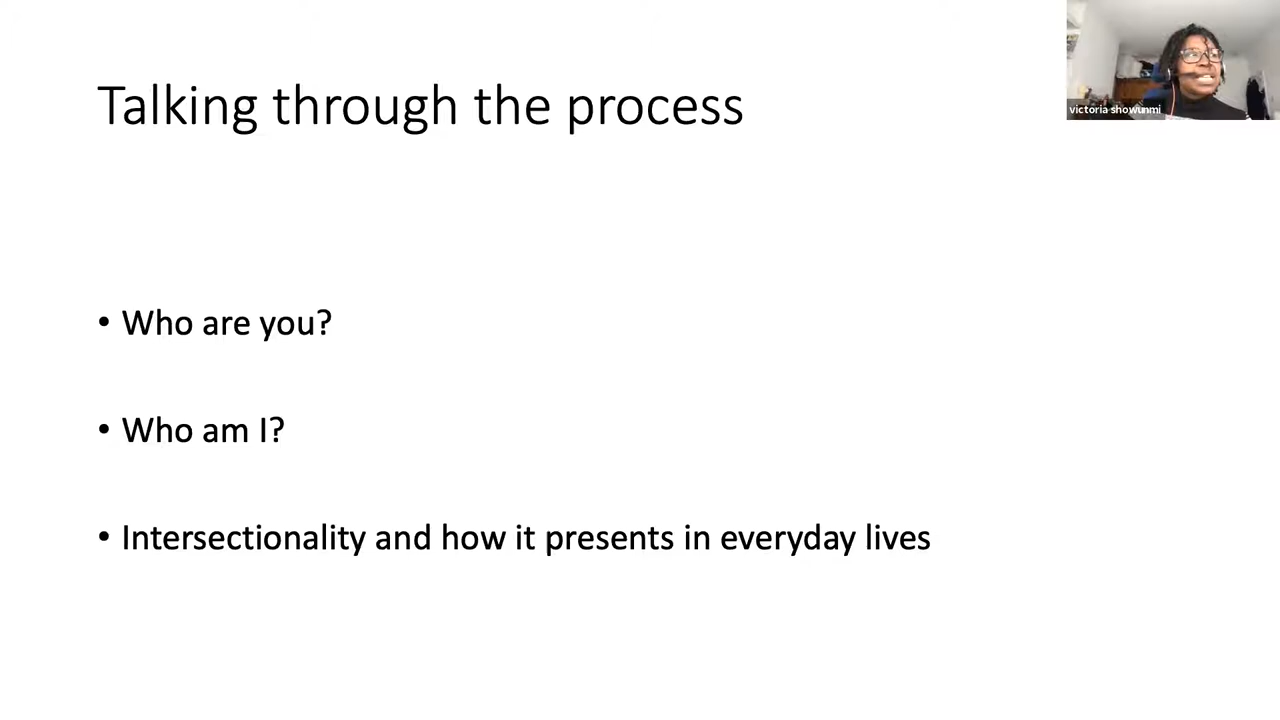 Talking through the process
victoria showunmi
• Who are you?
• Who am I?
• Intersectionality and how it presents in everyday lives